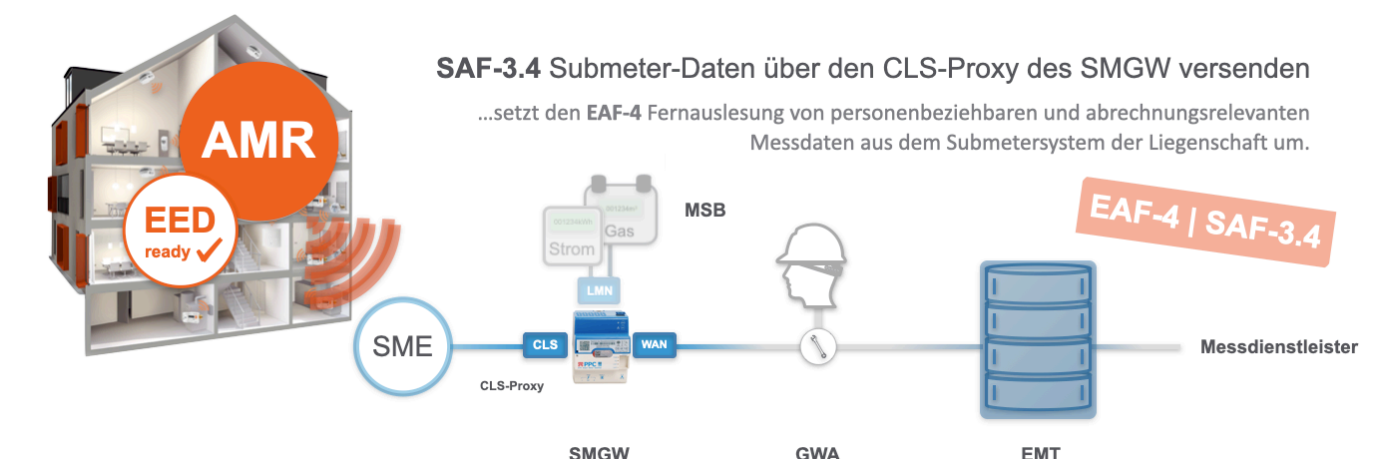 SAF-3.4 Submeter-Daten über den CLS-Proxy des SMGW versenden
...setzt den EAF-4 Fernauslesung von personenbeziehbaren und abrechnungsrelevanten
Messdaten aus dem Submetersystem der Liegenschaft um.
AMR
EED
ready
EAF-4 | SAF-3.4
MSB
Gas
Strom
LMN
SME
CLS
WAN
PPC
Messdienstleister
CLS-Proxy
SMGW
GWA
EMT